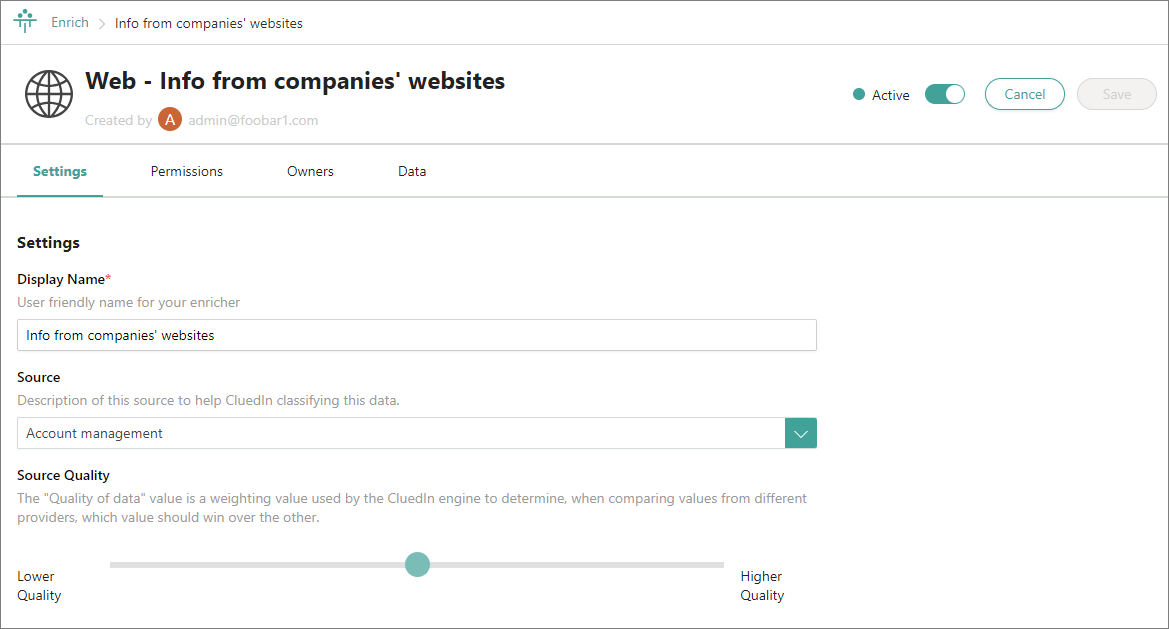 Enrich > Info from companies' websites
Web - Info from companies' websites
Created by A admin@foobar1.com
Active
Cancel
Save
Settings Permissions Owners Data
Settings
Display Name*
User friendly name for your enricher
Info from companies' websites
Source
Description of this source to help CluedIn classifying this data.
Account management
Source Quality
The "Quality of data" value is a weighting value used by the CluedIn engine to determine, when comparing values from different
providers, which value should win over the other.
Lower
Quality
Higher
Quality